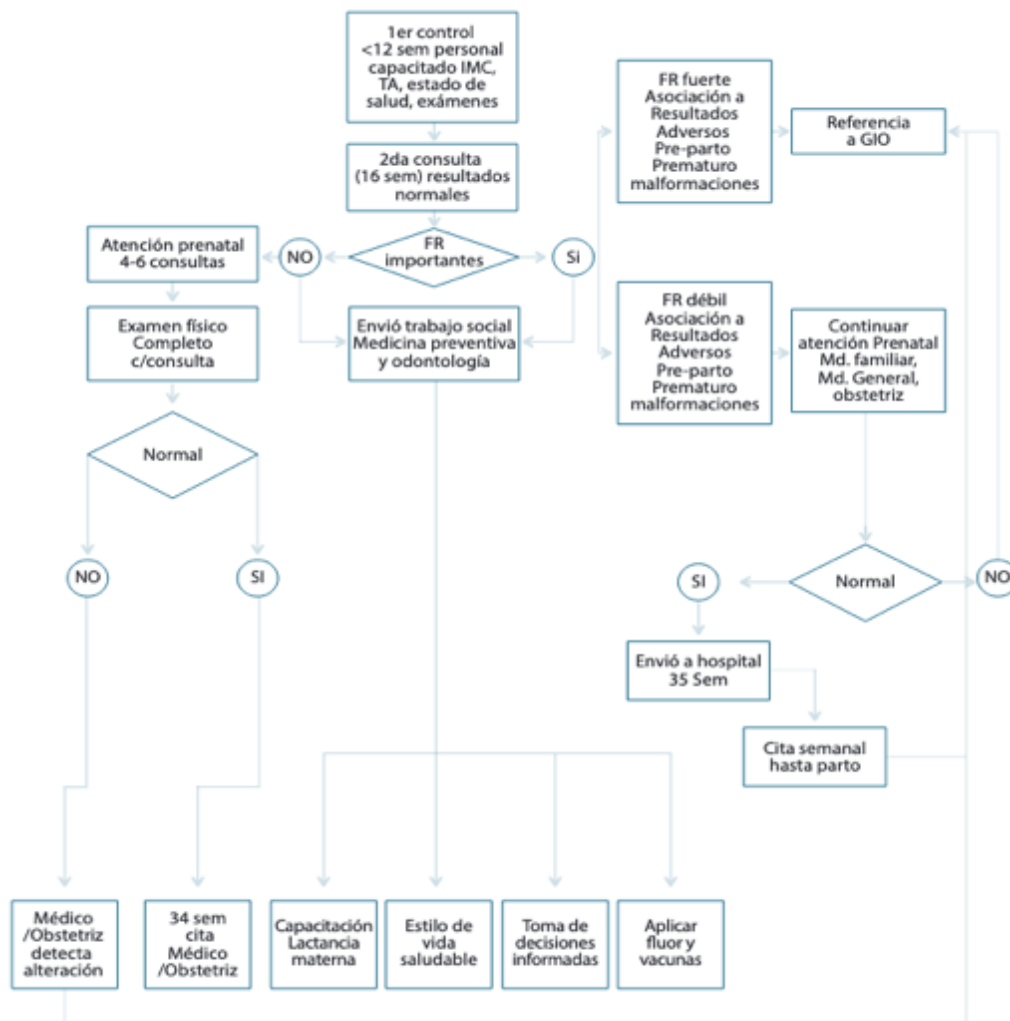 1er control
<12 sem personal
capacitado IMC,
TA, estado de
salud, exámenes
2da consulta
(16 sem) resultados
normales
FR
importantes
NO
Si
Atención prenatal
4-6 consultas
Examen físico
Completo
c/consulta
Normal
NO
SI
Envió trabajo social
Medicina preventiva
y odontología
FR fuerte
Asociación a
Resultados
Adversos
Pre-parto
Prematuro
malformaciones
Referencia
a GIO
FR débil
Asociación a
Resultados
Adversos
Pre-parto
Prematuro
malformaciones
Continuar
atención Prenatal
Md. familiar,
Md. General,
obstetriz
Normal
SI
NO
Envió a hospital
35 Sem
Cita semanal
hasta parto
Médico
/Obstetriz
detecta
alteración
34 sem
cita
Médico
/Obstetriz
Capacitación
Lactancia
materna
Estilo de
vida
saludable
Toma de
decisiones
informadas
Aplicar
fluor y
vacunas